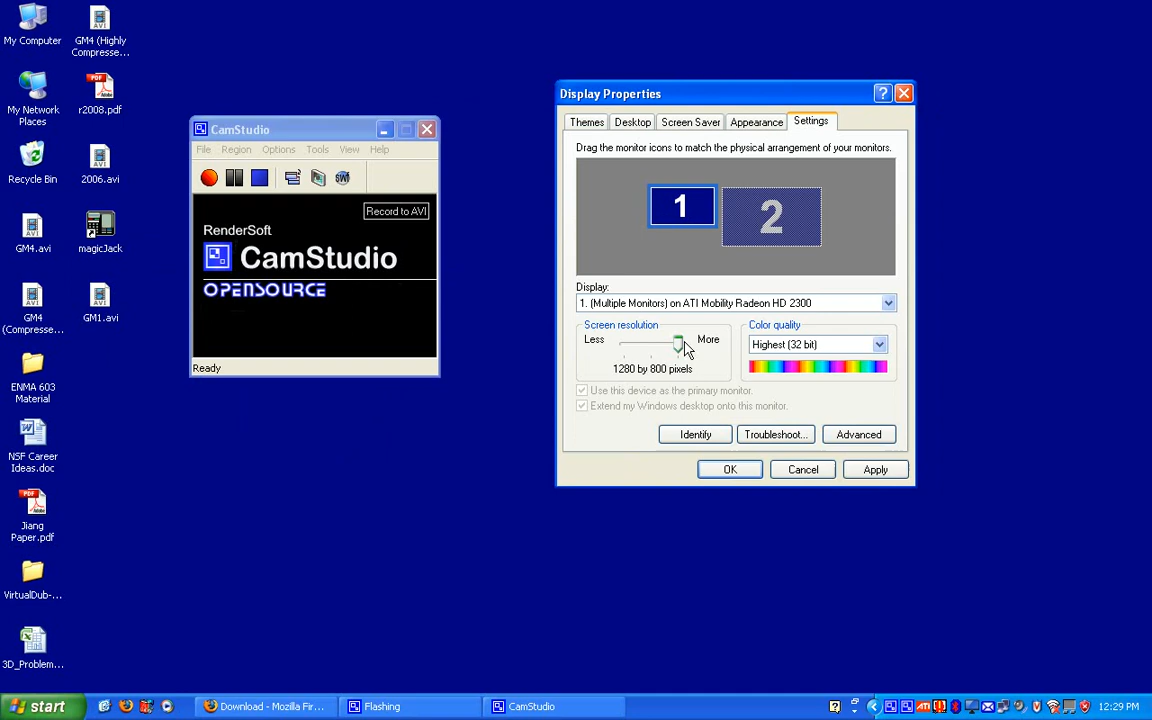 My Computer
GM4 (Highly
Compresse...
My Network
Places
r2008.pdf
Recycle Bin
2006.avi
GM4.avi
magicJack
GM4
(Compresse...
GM1.avi
ENMA 603
Material
NSF Career
Ideas.doc
Jiang
Paper.pdf
VirtualDub-...
3D_Problem...
CamStudio
File Region Options Tools View Help
Record to AVI
RenderSoft
CamStudio
OPENSOURCE
Ready
Display Properties
Themes Desktop Screen Saver Appearance Settings
Drag the monitor icons to match the physical arrangement of your monitors.
1 2
Display:
1. (Multiple Monitors) on ATI Mobility Radeon HD 2300
Screen resolution
Less More
1280 by 800 pixels
Color quality
Highest (32 bit)
Use this device as the primary monitor.
Extend my Windows desktop onto this monitor.
Identify Troubleshoot... Advanced
OK Cancel Apply
start
Download - Mozilla Fir...
Flashing
CamStudio
12:29 PM